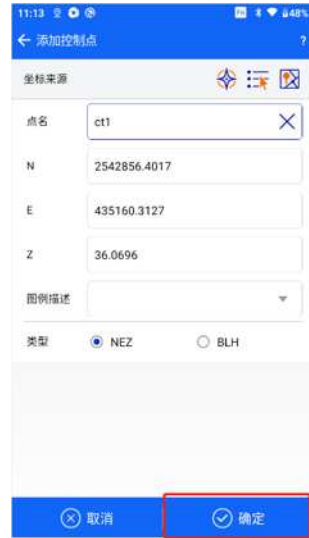 11:13 48%
添加控制点 ?
坐标来源
点名 ct1
N 2542856.4017
E 435160.3127
Z 36.0696
图例描述
类型 NEZ BLH
取消 确定